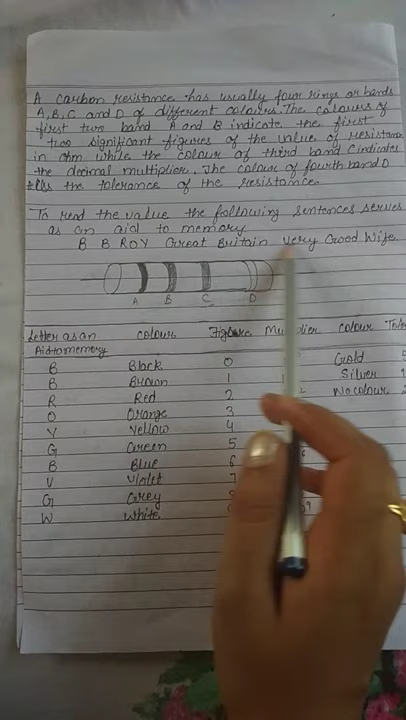 A carbon resistance has usually four rings or bands
A, B, C and D of different colours. The colours of
first two band A and B indicate the first
two significant figures of the value of resistance
in ohm while the colour of third band C indicates
the decimal multiplier. The colour of fourth band D
tells the tolerance of the resistance.
To read the value the following sentences serves
as an aid to memory
B B ROY Great Britain very Good Wife.
A B C D
Letter as an Aid to memory colour Figure colour
B Black 0 Gold
B Brown 1 Silver
R Red 2 No colour
O Orange 3
Y Yellow 4
G Green 5
B Blue 6
V Violet 7
G Grey
W White